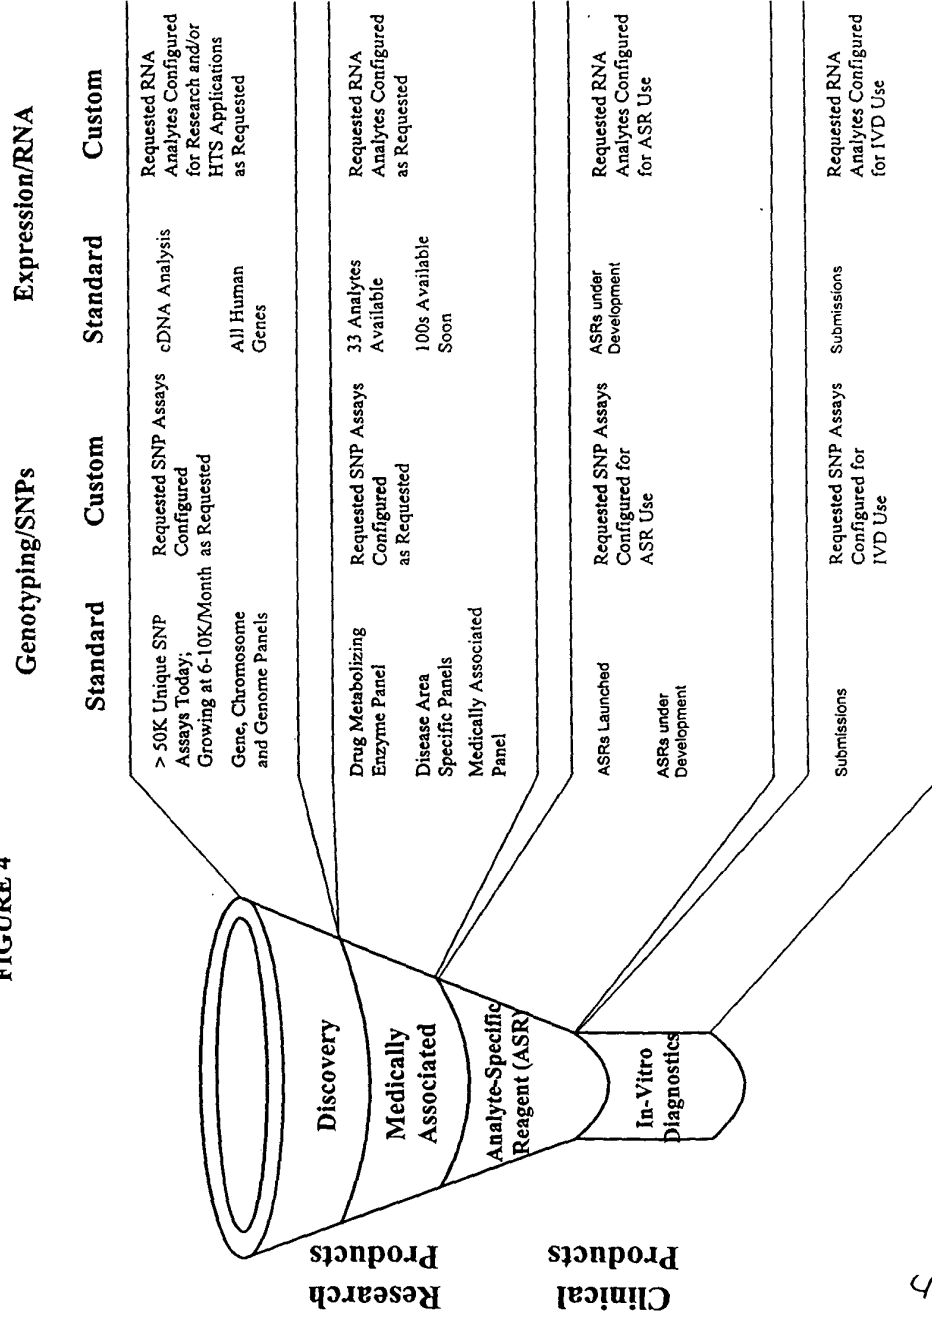 FIGURE 4
Genotyping/SNPs
Expression/RNA
Standard
Custom
Standard
Custom
Discovery
> 50K Unique SNP
Assays Today;
Growing at 6-10K/Month
Gene, Chromosome
and Genome Panels
Requested SNP Assays
Configured
as Requested
cDNA Analysis
All Human
Genes
Requested RNA
Analytes Configured
for Research and/or
HTS Applications
as Requested
Medically
Associated
Drug Metabolizing
Enzyme Panel
Disease Area
Specific Panels
Medically Associated
Panel
Requested SNP Assays
Configured
as Requested
33 Analytes
Available
100s Available
Soon
Requested RNA
Analytes Configured
as Requested
Analyte-Specific
Reagent (ASR)
ASRs Launched
ASRs under
Development
Requested SNP Assays
Configured for
ASR Use
ASRs under
Development
Requested RNA
Analytes Configured
for ASR Use
In-Vitro
Diagnostics
Submissions
Requested SNP Assays
Configured for
IVD Use
Submissions
Requested RNA
Analytes Configured
for IVD Use
Research
Products
Clinical
Products